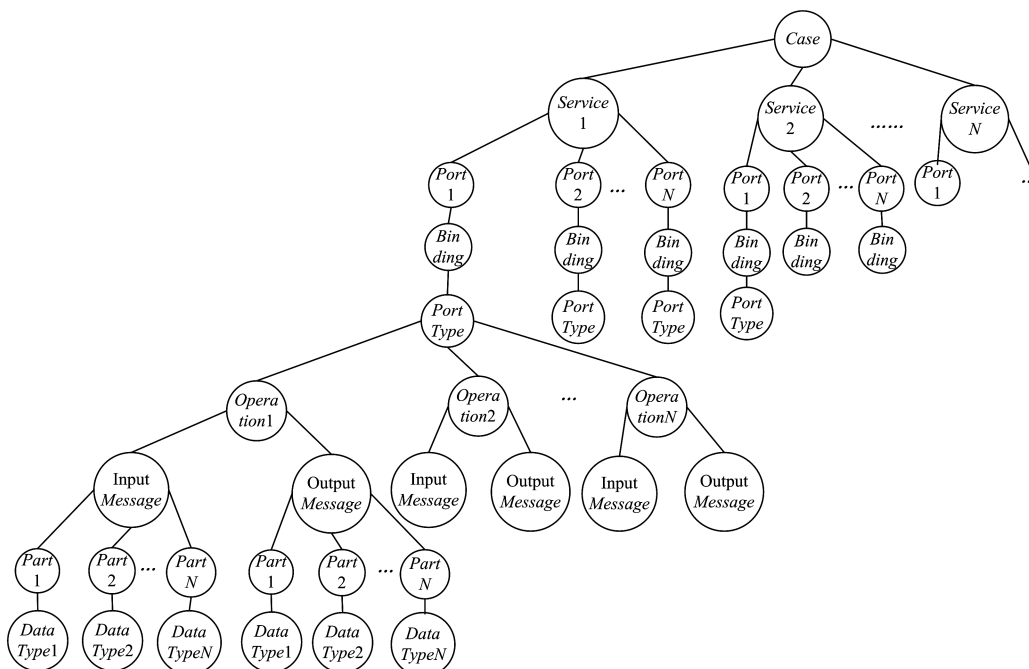 Case
Service
1
Service
2
......
Service
N
Port
1
Port
2
...
Port
N
Port
1
Port
2
...
Port
N
Port
1
..
Bin
ding
Bin
ding
Bin
ding
Bin
ding
Bin
ding
Bin
ding
Port
Type
Port
Type
Port
Type
Port
Type
Opera
tion1
Opera
tion2
...
Opera
tionN
Input
Message
Output
Message
Input
Message
Output
Message
Input
Message
Output
Message
Part
1
Part
2
...
Part
N
Part
1
Part
2
...
Part
N
Data
Type1
Data
Type2
Data
TypeN
Data
Type1
Data
Type2
Data
TypeN